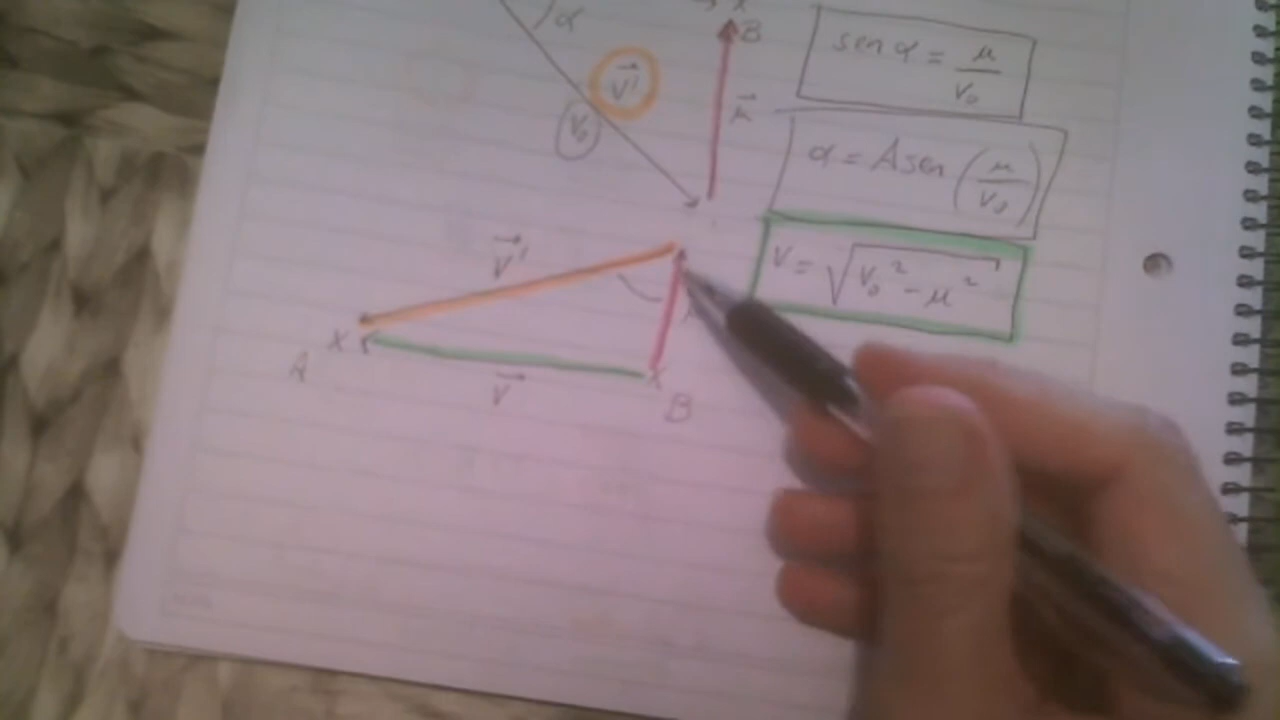 α
B
sen α = μ/V₀
V⃗'
V₀
μ⃗
α = Asen (μ/V₀)
V⃗'
V = √(V₀² - μ²)
X
A
V⃗
X
B